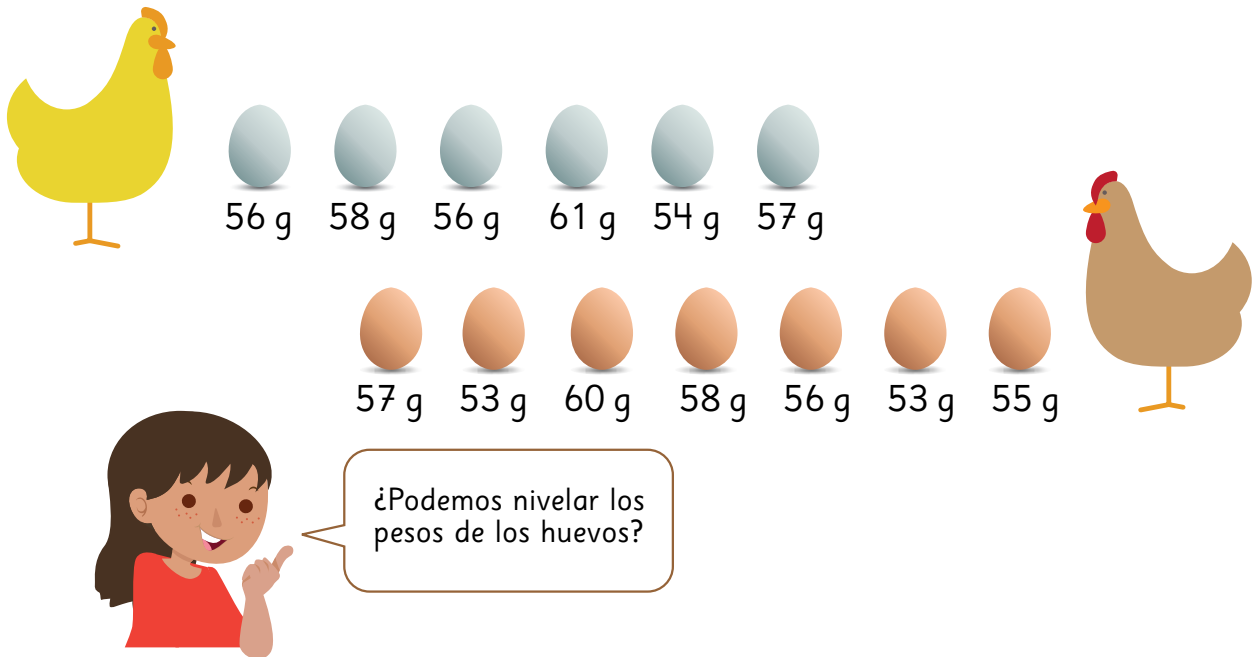 56 g 58 g 56 g 61 g 54 g 57 g
57 g 53 g 60 g 58 g 56 g 53 g 55 g
¿Podemos nivelar los
pesos de los huevos?